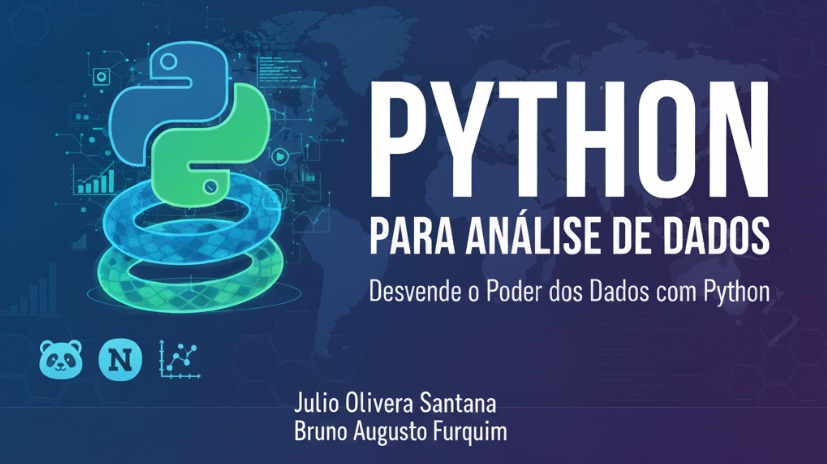 PYTHON
PARA ANÁLISE DE DADOS
Desvende o Poder dos Dados com Python
N
Julio Olivera Santana
Bruno Augusto Furquim